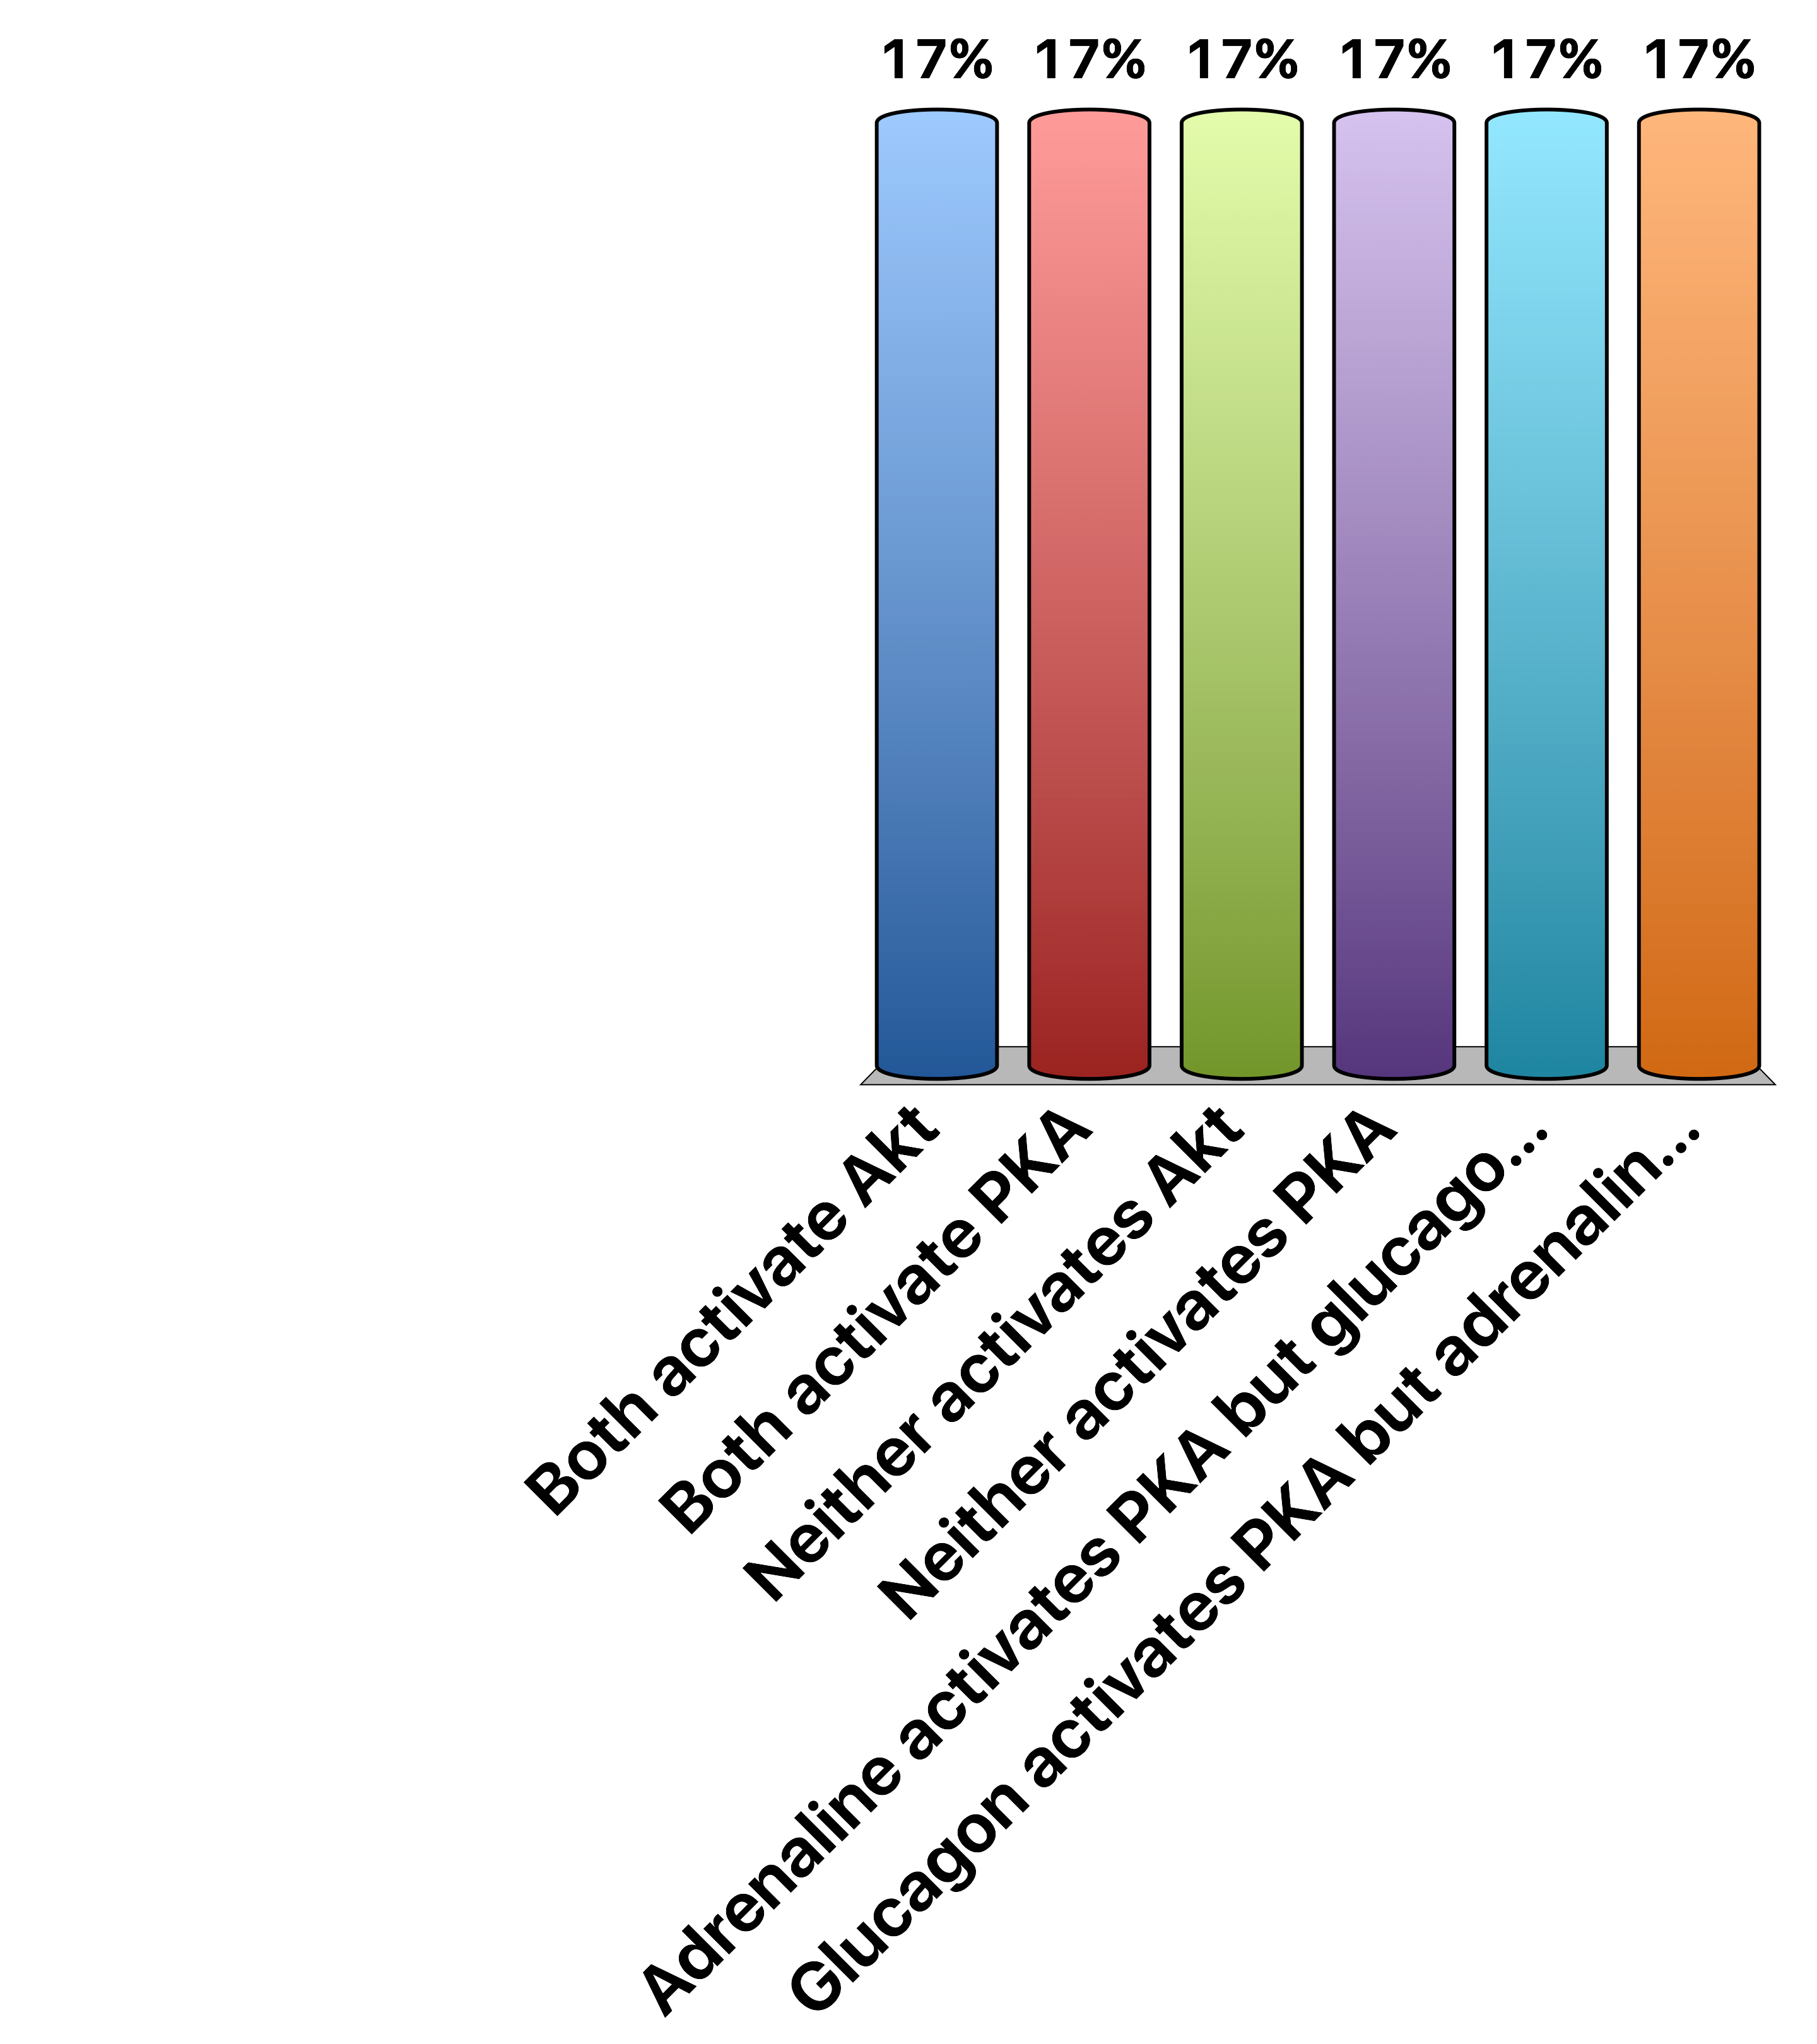 17% 17% 17% 17% 17% 17%
Both activate Akt
Both activate PKA
Neither activates Akt
Neither activates PKA
Adrenaline activates PKA but glucago....
Glucagon activates PKA but adrenalin...